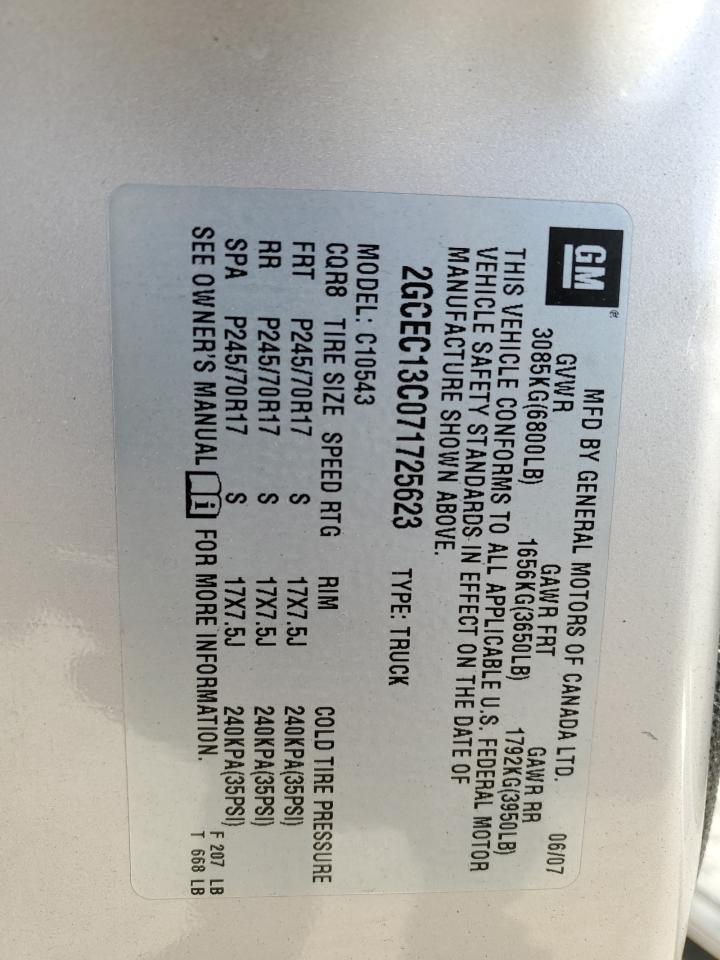 GM®
MFD BY GENERAL MOTORS OF CANADA LTD. 06/07
GVWR GAWR FRT GAWR RR
3085KG(6800LB) 1656KG(3650LB) 1792KG(3950LB)
THIS VEHICLE CONFORMS TO ALL APPLICABLE U.S. FEDERAL MOTOR
VEHICLE SAFETY STANDARDS IN EFFECT ON THE DATE OF
MANUFACTURE SHOWN ABOVE.
2GCEC13C071725623 TYPE: TRUCK
MODEL: C10543
CQR8 TIRE SIZE SPEED RTG RIM COLD TIRE PRESSURE
FRT P245/70R17 S 17X7.5J 240KPA(35PSI)
RR P245/70R17 S 17X7.5J 240KPA(35PSI)
SPA P245/70R17 S 17X7.5J 240KPA(35PSI)
SEE OWNER'S MANUAL i FOR MORE INFORMATION.
F 207 LB
T 668 LB